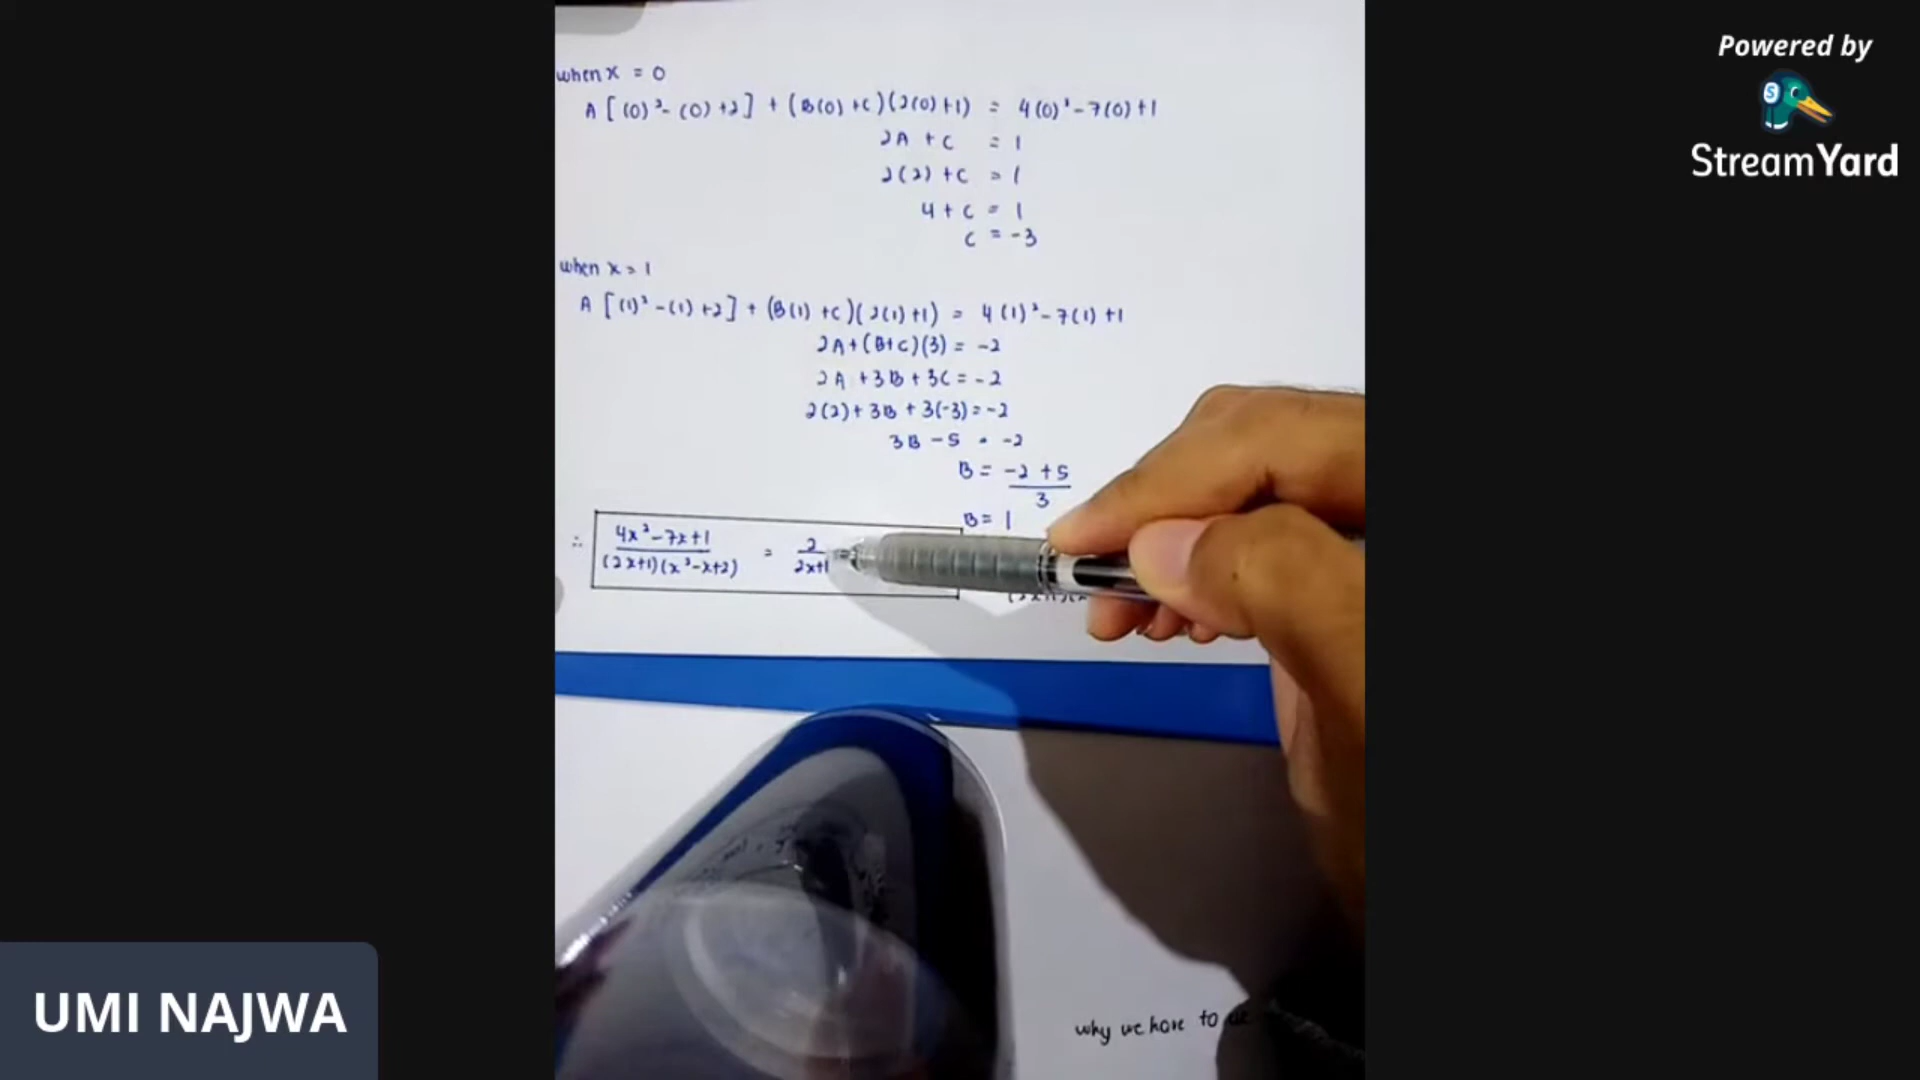 Powered by
StreamYard
when x = 0
A [(0)² - (0) + 2] + (B(0) + C)(2(0) + 1) = 4(0)² - 7(0) + 1
2A + C = 1
2(2) + C = 1
4 + C = 1
C = -3
when x = 1
A [(1)² - (1) + 2] + (B(1) + C)(2(1) + 1) = 4(1)² - 7(1) + 1
2A + (B + C)(3) = -2
2A + 3B + 3C = -2
2(2) + 3B + 3(-3) = -2
3B - 5 = -2
B = -2 + 5
3
B = 1
∴ 4x² - 7x + 1 = 2
(2x+1)(x² - x + 2) 2x+1
why we have to
UMI NAJWA